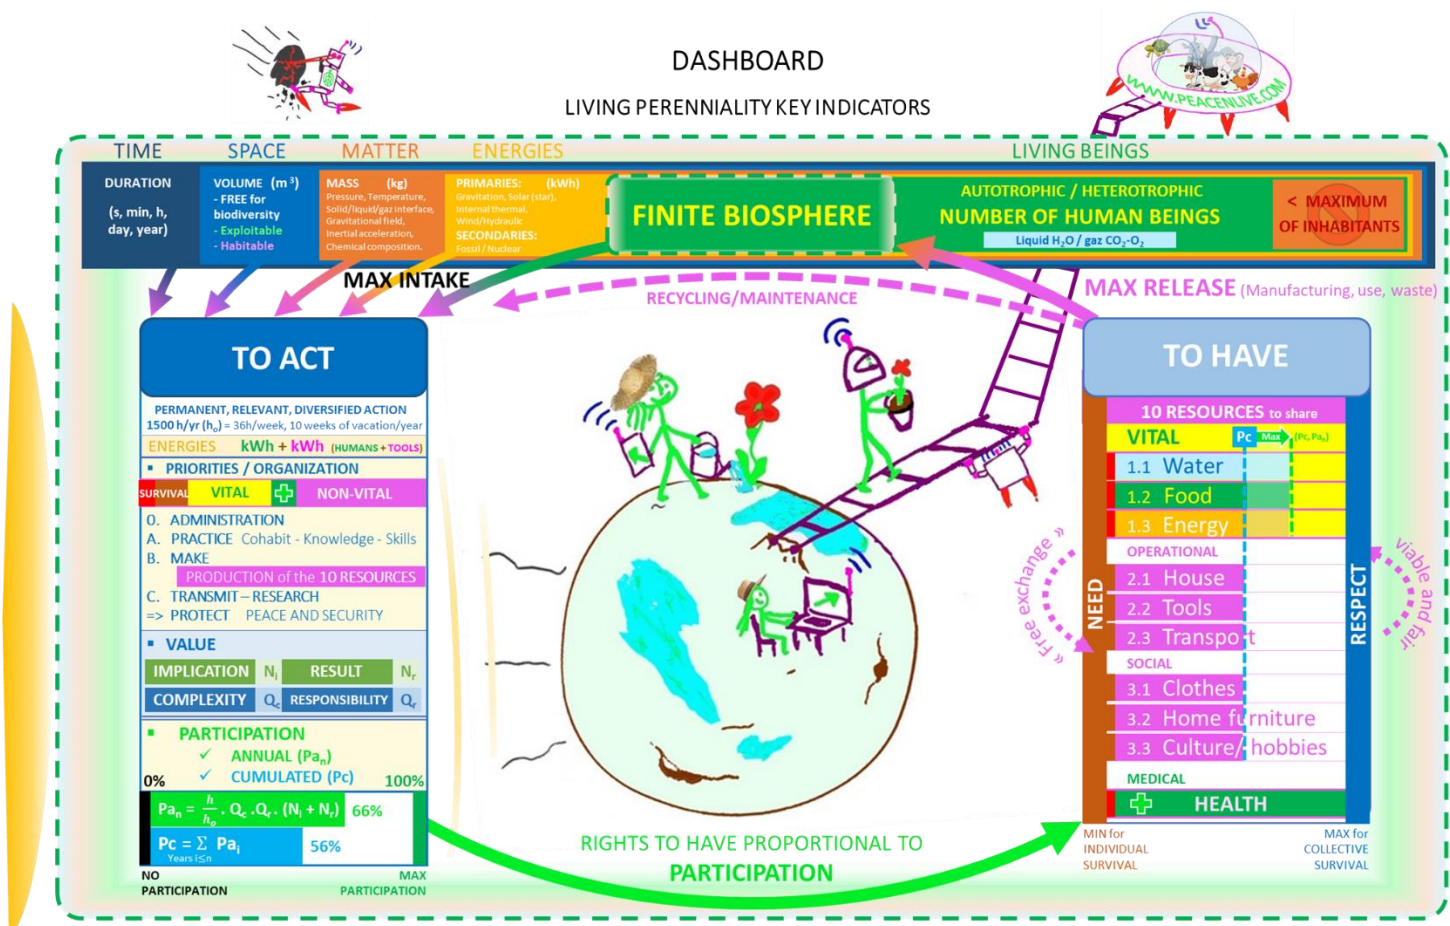 DASHBOARD
LIVING PERENNIALITY KEY INDICATORS
WWW.PEACENLIVE.COM
TIME
SPACE
MATTER
ENERGIES
LIVING BEINGS
DURATION
(s, min, h,
day, year)
VOLUME (m³)
- FREE for
biodiversity
- Exploitable
- Habitable
MASS (kg)
Pressure, Temperature,
Solid/liquid/gaz interface,
Gravitational field,
Inertial acceleration,
Chemical composition.
PRIMARIES: (kWh)
Gravitation, Solar (star),
Internal thermal,
Wind/Hydraulic
SECONDARIES:
Fossil / Nuclear
FINITE BIOSPHERE
AUTOTROPHIC / HETEROTROPHIC
NUMBER OF HUMAN BEINGS
Liquid H₂O / gaz CO₂-O₂
< MAXIMUM
OF INHABITANTS
MAX INTAKE
RECYCLING/MAINTENANCE
MAX RELEASE (Manufacturing, use, waste)
TO ACT
PERMANENT, RELEVANT, DIVERSIFIED ACTION
1500 h/yr (hₒ) = 36h/week, 10 weeks of vacation/year
ENERGIES kWh + kWh (HUMANS + TOOLS)
▪ PRIORITIES / ORGANIZATION
SURVIVAL VITAL NON-VITAL
0. ADMINISTRATION
A. PRACTICE Cohabit - Knowledge - Skills
B. MAKE
PRODUCTION of the 10 RESOURCES
C. TRANSMIT – RESEARCH
=> PROTECT PEACE AND SECURITY
▪ VALUE
IMPLICATION Nᵢ RESULT Nᵣ
COMPLEXITY Q꜀ RESPONSIBILITY Qᵣ
▪ PARTICIPATION
✓ ANNUAL (Paₙ)
✓ CUMULATED (Pc)
0% 100%
Paₙ = h/hₒ . Q꜀ .Qᵣ . (Nᵢ + Nᵣ) 66%
Pc = Σ Paᵢ 56%
Years i≤n
NO
PARTICIPATION
MAX
PARTICIPATION
RIGHTS TO HAVE PROPORTIONAL TO
PARTICIPATION
TO HAVE
10 RESOURCES to share
VITAL Pc Max (Pc, Paₙ)
1.1 Water
1.2 Food
1.3 Energy
OPERATIONAL
2.1 House
2.2 Tools
2.3 Transport
SOCIAL
3.1 Clothes
3.2 Home furniture
3.3 Culture/ hobbies
MEDICAL
HEALTH
NEED
RESPECT
« Free exchange »
viable and fair
MIN for
INDIVIDUAL
SURVIVAL
MAX for
COLLECTIVE
SURVIVAL